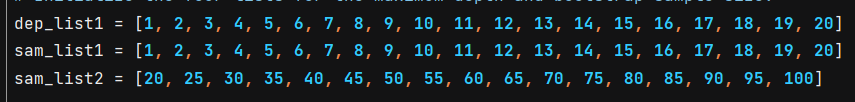 dep_list1 = [1, 2, 3, 4, 5, 6, 7, 8, 9, 10, 11, 12, 13, 14, 15, 16, 17, 18, 19, 20]
sam_list1 = [1, 2, 3, 4, 5, 6, 7, 8, 9, 10, 11, 12, 13, 14, 15, 16, 17, 18, 19, 20]
sam_list2 = [20, 25, 30, 35, 40, 45, 50, 55, 60, 65, 70, 75, 80, 85, 90, 95, 100]